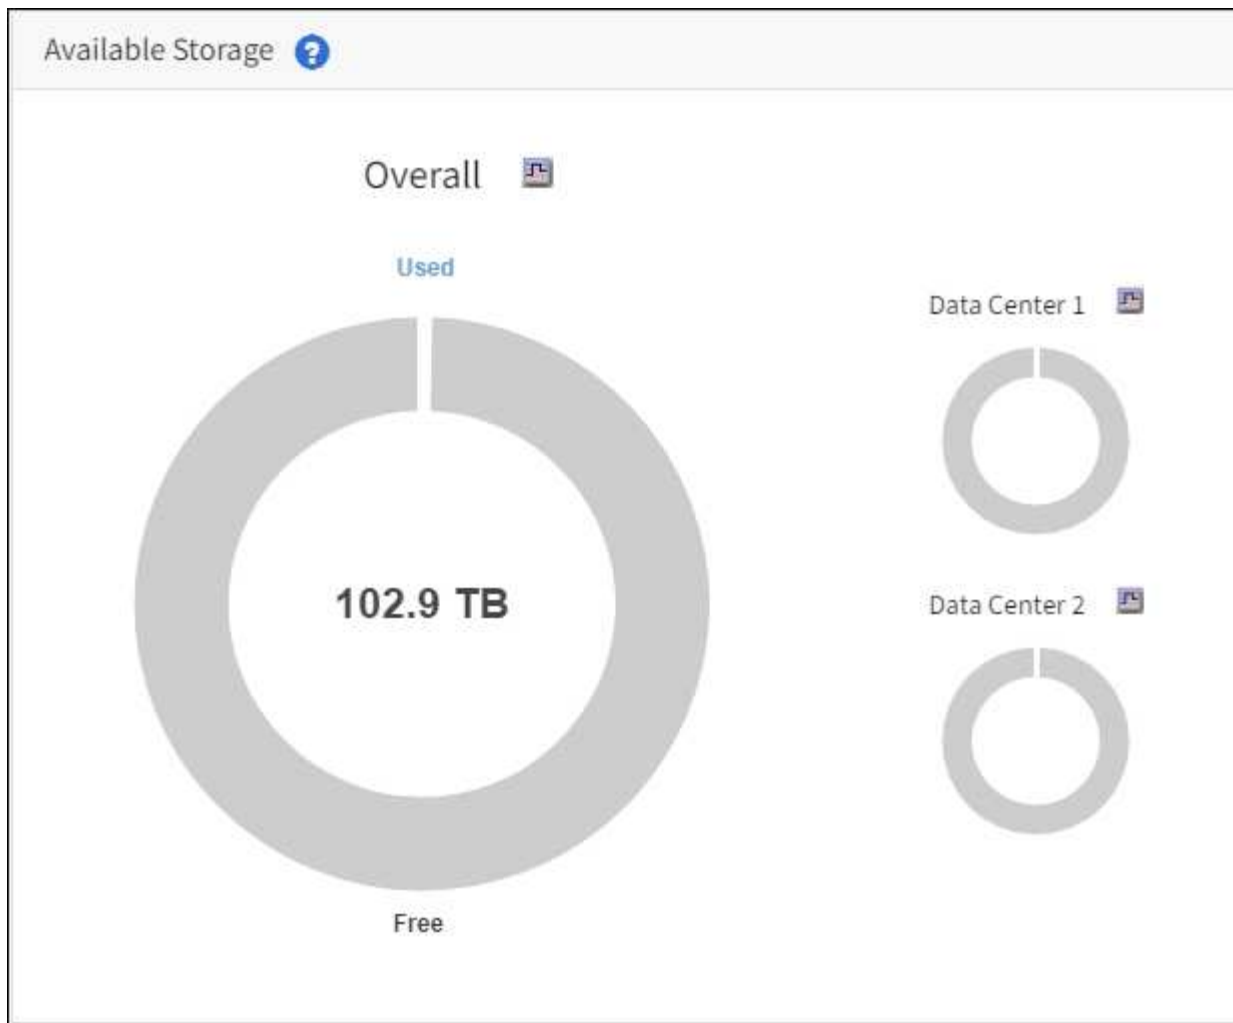 Available Storage ?
Overall
Used
Data Center 1
102.9 TB
Data Center 2
Free